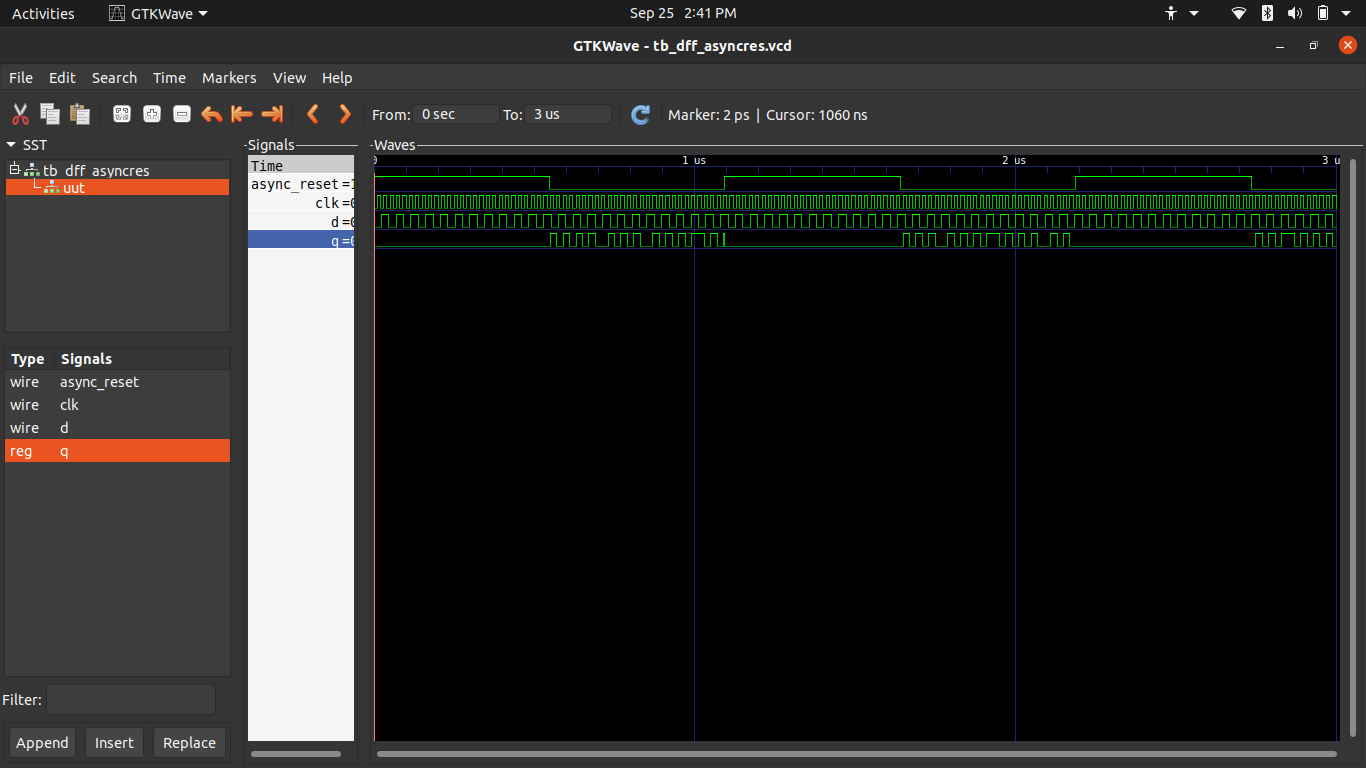 Activities GTKWave Sep 25 2:41 PM
GTKWave - tb_dff_asyncres.vcd
File Edit Search Time Markers View Help
From: 0 sec To: 3 us Marker: 2 ps | Cursor: 1060 ns
SST
tb_dff_asyncres
uut
Type Signals
wire async_reset
wire clk
wire d
reg q
Filter:
Append Insert Replace
Signals
Time
async_reset=1
clk=0
d=0
q=0
Waves
0 1 us 2 us 3 u